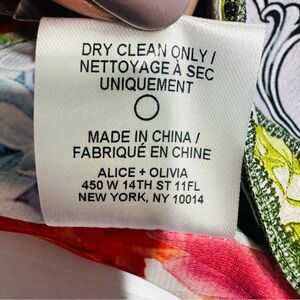 DRY CLEAN ONLY /
NETTOYAGE À SEC
UNIQUEMENT
MADE IN CHINA /
FABRIQUÉ EN CHINE
ALICE + OLIVIA
450 W 14TH ST 11FL
NEW YORK, NY 10014